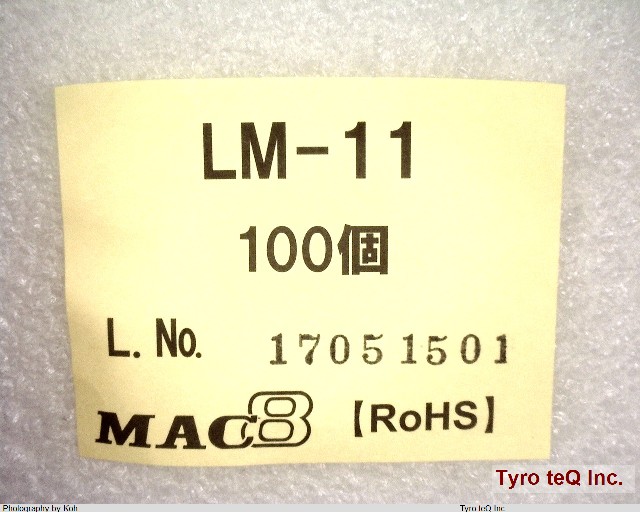 LM-11
100個
L. No. 17051501
MAC8 【RoHS】
Tyro teQ Inc.
Photography by Koh Tyro teQ Inc